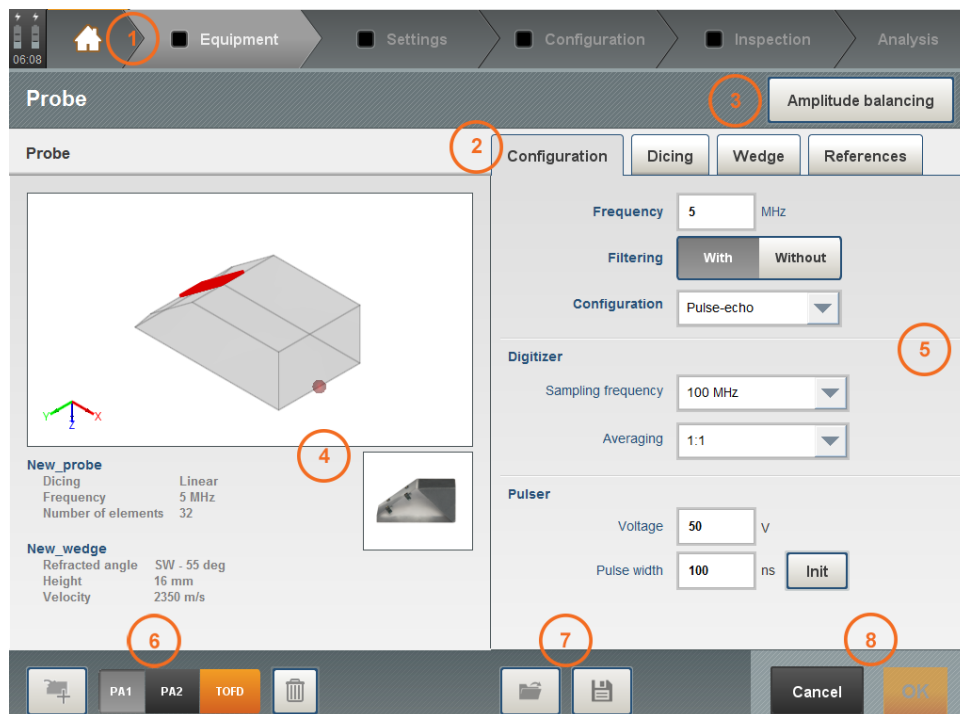 06:08
1
Equipment
Settings
Configuration
Inspection
Analysis
Probe
3
Amplitude balancing
Probe
2
Configuration
Dicing
Wedge
References
Frequency 5 MHz
Filtering With Without
Configuration Pulse-echo
5
Digitizer
Sampling frequency 100 MHz
Averaging 1:1
Pulser
Voltage 50 V
Pulse width 100 ns Init
Y Z X
4
New_probe
Dicing Linear
Frequency 5 MHz
Number of elements 32
New_wedge
Refracted angle SW - 55 deg
Height 16 mm
Velocity 2350 m/s
6
7
8
PA1 PA2 TOFD
Cancel
OK